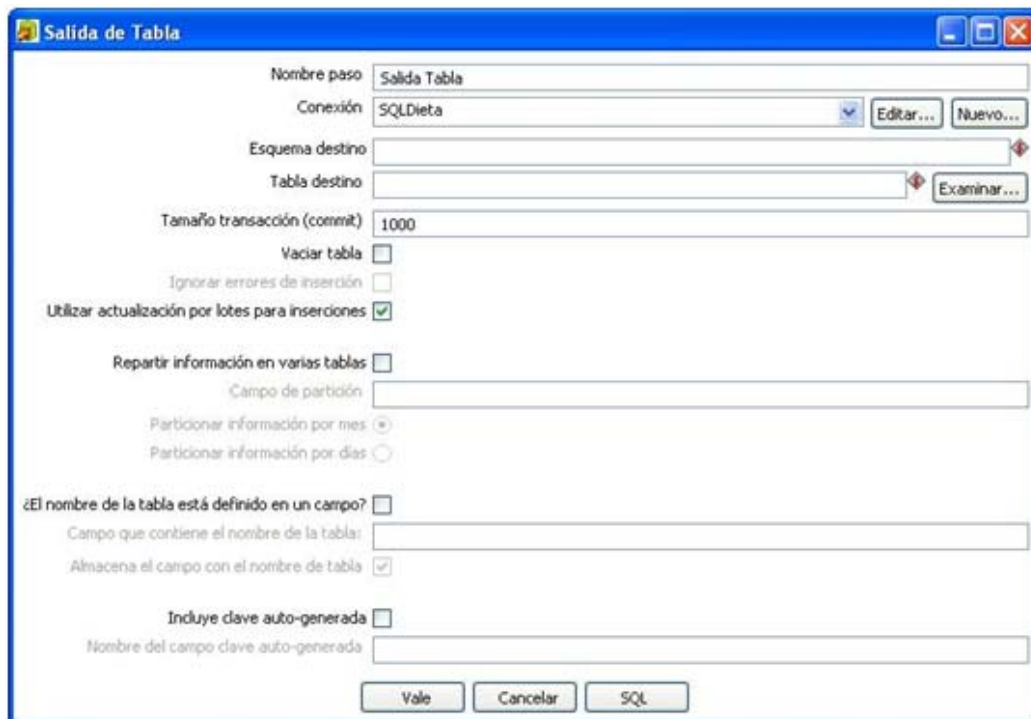 Salida de Tabla
Nombre paso Salida Tabla
Conexión SQLDieta Editar... Nuevo...
Esquema destino
Tabla destino Examinar...
Tamaño transacción (commit) 1000
Vaciar tabla
Ignorar errores de inserción
Utilizar actualización por lotes para inserciones
Repartir información en varias tablas
Campo de partición
Particionar información por mes
Particionar información por días
¿El nombre de la tabla está definido en un campo?
Campo que contiene el nombre de la tabla:
Almacena el campo con el nombre de tabla
Incluye clave auto-generada
Nombre del campo clave auto-generada
Vale Cancelar SQL